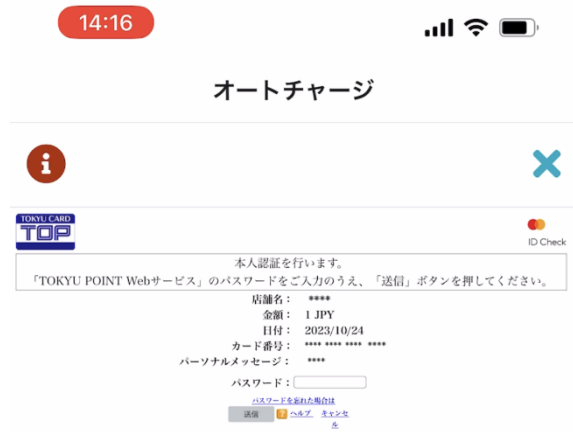 14:16
オートチャージ
TOKYU CARD
TOP
ID Check
本人認証を行います。
「TOKYU POINT Webサービス」のパスワードをご入力のうえ、「送信」ボタンを押してください。
店舗名： ****
金額： 1 JPY
日付： 2023/10/24
カード番号： **** **** **** ****
パーソナルメッセージ： ****
パスワード：
パスワードを忘れた場合は
送信 ? ヘルプ キャンセ
ル